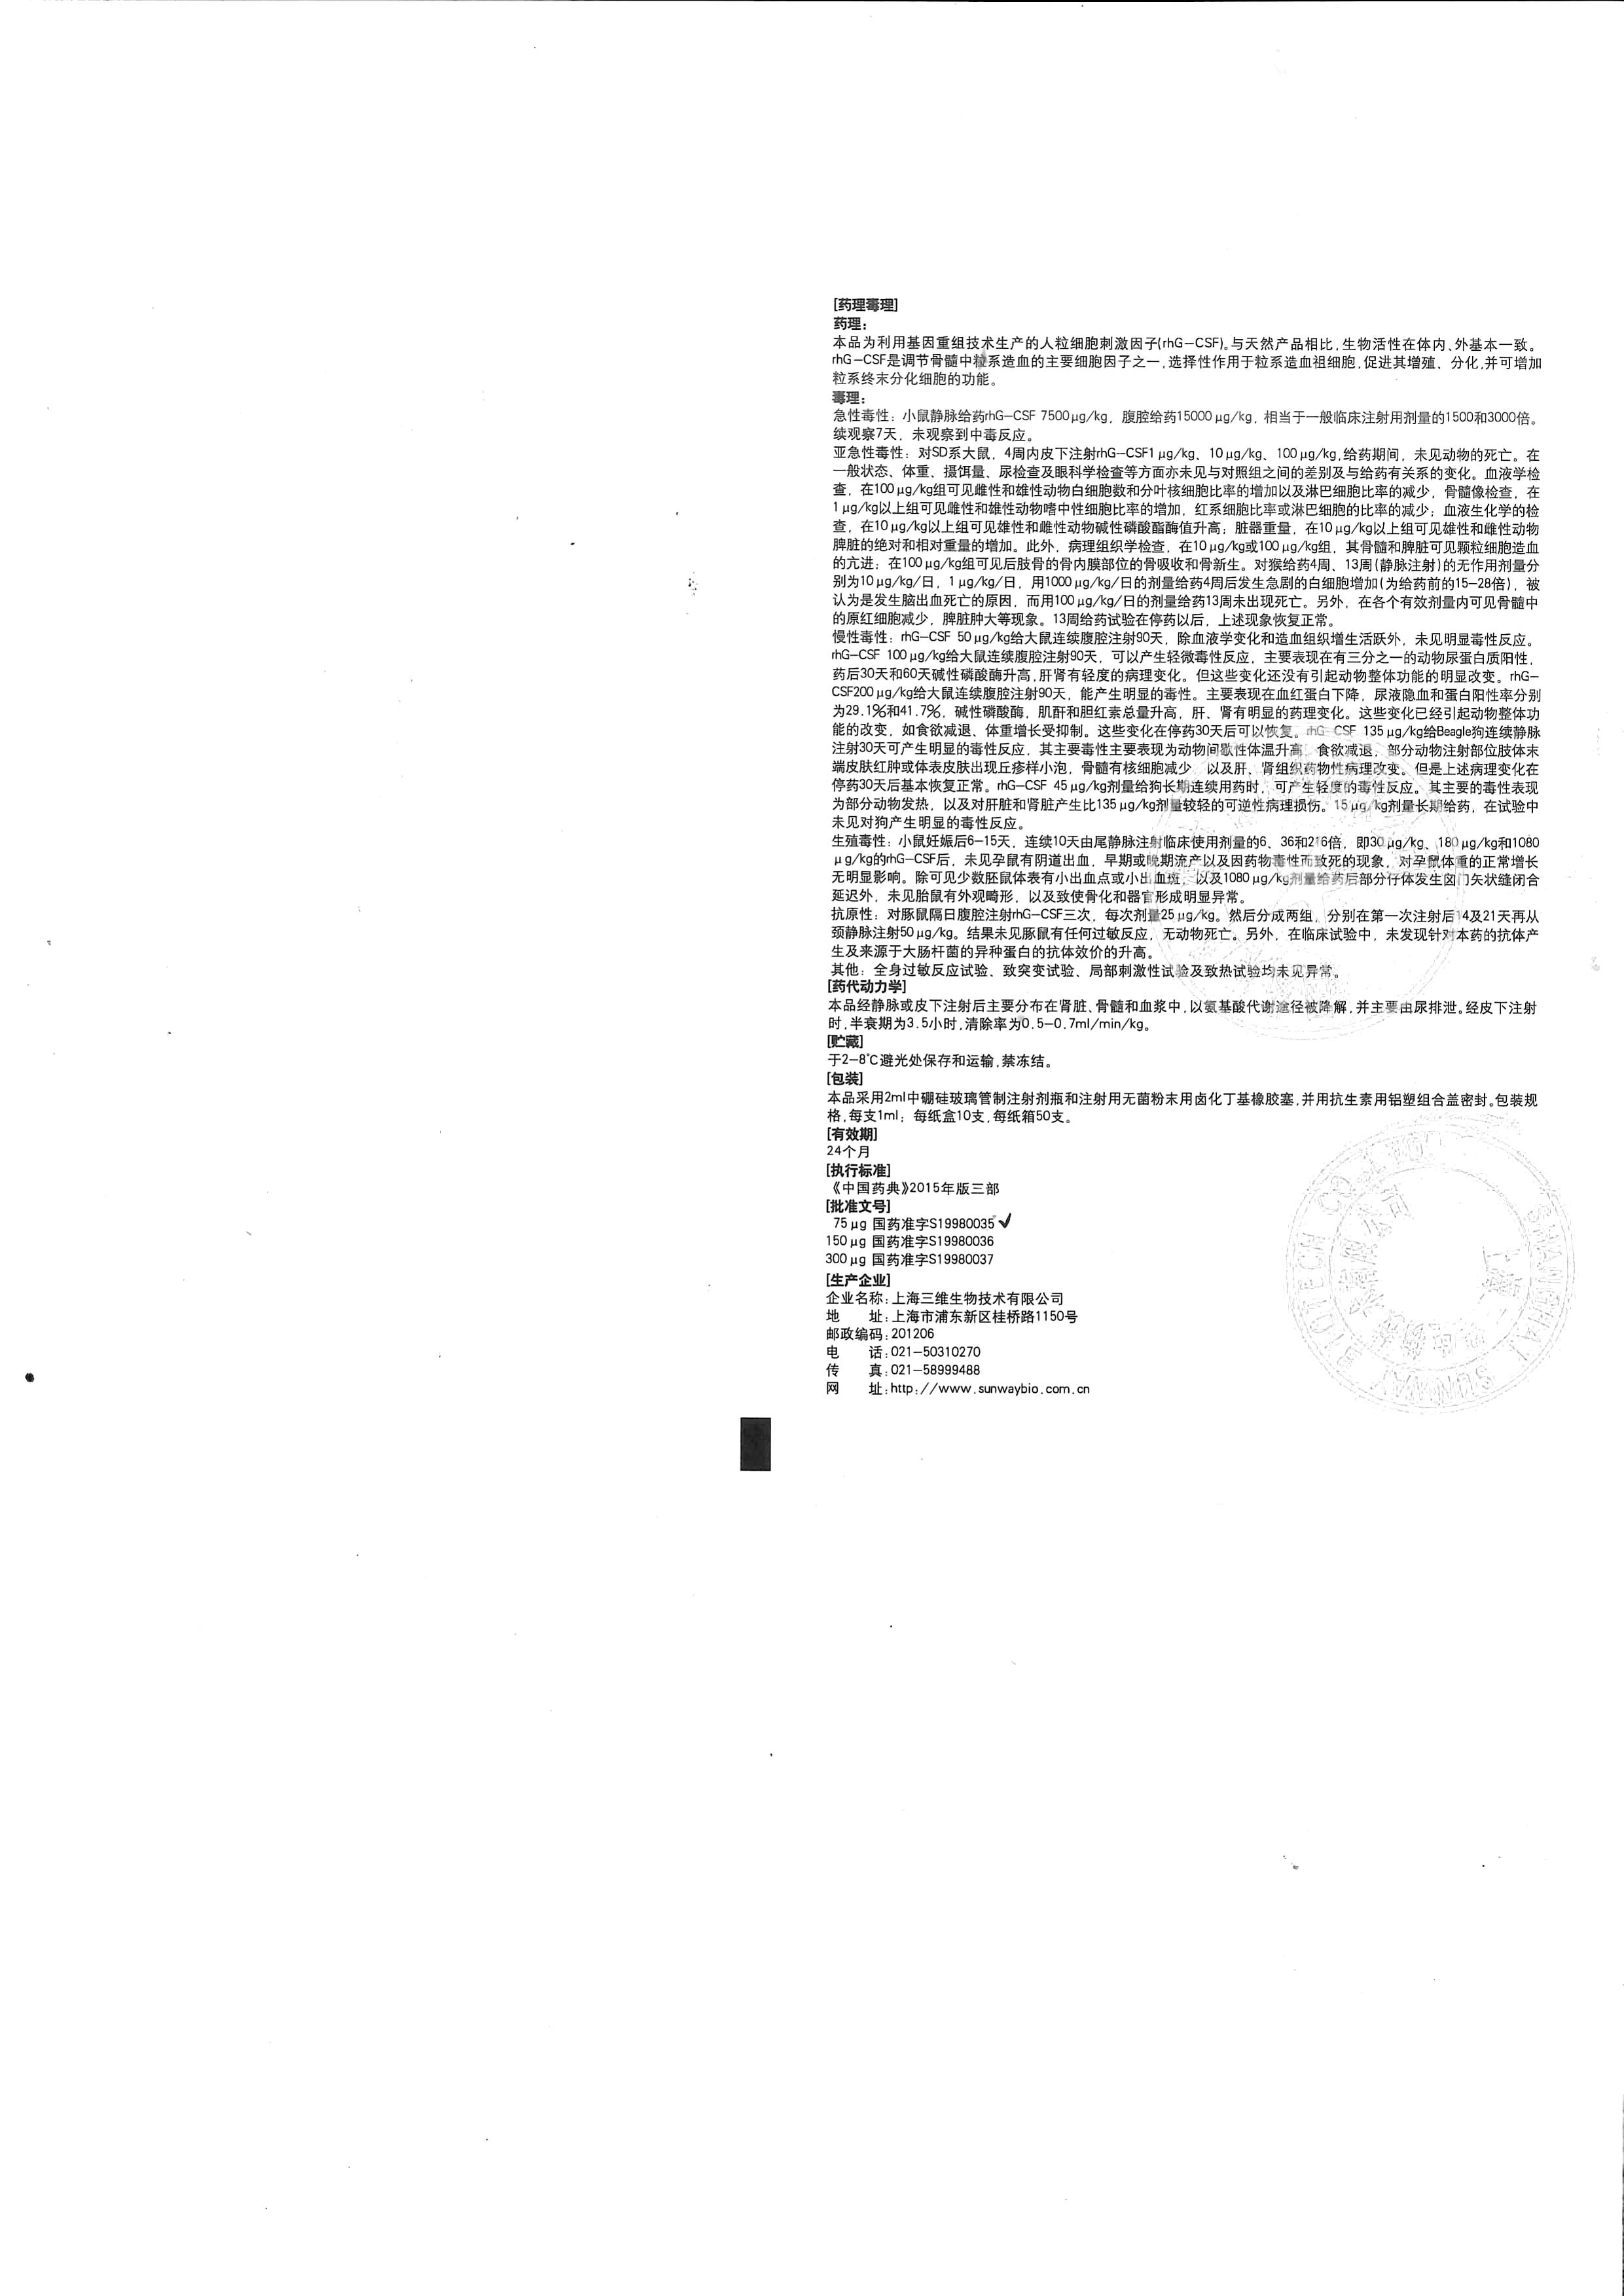 [药理毒理]
药理：
本品为利用基因重组技术生产的人粒细胞刺激因子(rhG-CSF)。与天然产品相比，生物活性在体内、外基本一致。
rhG-CSF是调节骨髓中粒系造血的主要细胞因子之一，选择性作用于粒系造血祖细胞，促进其增殖、分化，并可增加
粒系终末分化细胞的功能。
毒理：
急性毒性：小鼠静脉给药rhG-CSF 7500μg/kg，腹腔给药15000μg/kg，相当于一般临床注射用剂量的1500和3000倍。
续观察7天，未观察到中毒反应。
亚急性毒性：对SD系大鼠，4周内皮下注射rhG-CSF1μg/kg、10μg/kg、100μg/kg,给药期间，未见动物的死亡。在
一般状态、体重、摄饵量、尿检查及眼科学检查等方面亦未见与对照组之间的差别及与给药有关系的变化。血液学检
查，在100μg/kg组可见雌性和雄性动物白细胞数和分叶核细胞比率的增加以及淋巴细胞比率的减少，骨髓像检查，在
1μg/kg以上组可见雌性和雄性动物嗜中性细胞比率的增加，红系细胞比率或淋巴细胞的比率的减少；血液生化学的检
查，在10μg/kg以上组可见雄性和雌性动物碱性磷酸酯酶值升高；脏器重量，在10μg/kg以上组可见雄性和雌性动物
脾脏的绝对和相对重量的增加。此外，病理组织学检查，在10μg/kg或100μg/kg组，其骨髓和脾脏可见颗粒细胞造血
的亢进；在100μg/kg组可见后肢骨的骨内膜部位的骨吸收和骨新生。对猴给药4周、13周(静脉注射)的无作用剂量分
别为10μg/kg/日，1μg/kg/日，用1000μg/kg/日的剂量给药4周后发生急剧的白细胞增加(为给药前的15-28倍)，被
认为是发生脑出血死亡的原因，而用100μg/kg/日的剂量给药13周未出现死亡。另外，在各个有效剂量内可见骨髓中
的原红细胞减少，脾脏肿大等现象。13周给药试验在停药以后，上述现象恢复正常。
慢性毒性：rhG-CSF 50μg/kg给大鼠连续腹腔注射90天，除血液学变化和造血组织增生活跃外，未见明显毒性反应。
rhG-CSF 100μg/kg给大鼠连续腹腔注射90天，可以产生轻微毒性反应，主要表现在有三分之一的动物尿蛋白质阳性，
药后30天和60天碱性磷酸酶升高，肝肾有轻度的病理变化。但这些变化还没有引起动物整体功能的明显改变。rhG-
CSF200μg/kg给大鼠连续腹腔注射90天，能产生明显的毒性。主要表现在血红蛋白下降，尿液隐血和蛋白阳性率分别
为29.1%和41.7%，碱性磷酸酶，肌酐和胆红素总量升高，肝、肾有明显的药理变化。这些变化已经引起动物整体功
能的改变，如食欲减退、体重增长受抑制。这些变化在停药30天后可以恢复。rhG-CSF 135μg/kg给Beagle狗连续静脉
注射30天可产生明显的毒性反应，其主要毒性主要表现为动物间歇性体温升高，食欲减退，部分动物注射部位肢体末
端皮肤红肿或体表皮肤出现丘疹样小泡，骨髓有核细胞减少，以及肝、肾组织药物性病理改变。但是上述病理变化在
停药30天后基本恢复正常。rhG-CSF 45μg/kg剂量给狗长期连续用药时，可产生轻度的毒性反应。其主要的毒性表现
为部分动物发热，以及对肝脏和肾脏产生比135μg/kg剂量较轻的可逆性病理损伤。15μg/kg剂量长期给药，在试验中
未见对狗产生明显的毒性反应。
生殖毒性：小鼠妊娠后6-15天，连续10天由尾静脉注射临床使用剂量的6、36和216倍，即30μg/kg、180μg/kg和1080
μg/kg的rhG-CSF后，未见孕鼠有阴道出血，早期或晚期流产以及因药物毒性而致死的现象，对孕鼠体重的正常增长
无明显影响。除可见少数胚鼠体表有小出血点或小出血斑，以及1080μg/kg剂量给药后部分仔体发生囟门矢状缝闭合
延迟外，未见胎鼠有外观畸形，以及致使骨化和器官形成明显异常。
抗原性：对豚鼠隔日腹腔注射rhG-CSF三次，每次剂量25μg/kg。然后分成两组，分别在第一次注射后14及21天再从
颈静脉注射50μg/kg。结果未见豚鼠有任何过敏反应，无动物死亡。另外，在临床试验中，未发现针对本药的抗体产
生及来源于大肠杆菌的异种蛋白的抗体效价的升高。
其他：全身过敏反应试验、致突变试验、局部刺激性试验及致热试验均未见异常。
[药代动力学]
本品经静脉或皮下注射后主要分布在肾脏、骨髓和血浆中，以氨基酸代谢途径被降解，并主要由尿排泄。经皮下注射
时，半衰期为3.5小时，清除率为0.5-0.7ml/min/kg。
[贮藏]
于2-8℃避光处保存和运输，禁冻结。
[包装]
本品采用2ml中硼硅玻璃管制注射剂瓶和注射用无菌粉末用卤化丁基橡胶塞，并用抗生素用铝塑组合盖密封。包装规
格，每支1ml；每纸盒10支，每纸箱50支。
[有效期]
24个月
[执行标准]
《中国药典》2015年版三部
[批准文号]
75μg 国药准字S19980035 ✓
150μg 国药准字S19980036
300μg 国药准字S19980037
[生产企业]
企业名称：上海三维生物技术有限公司
地 址：上海市浦东新区桂桥路1150号
邮政编码：201206
电 话：021-50310270
传 真：021-58999488
网 址：http://www.sunwaybio.com.cn